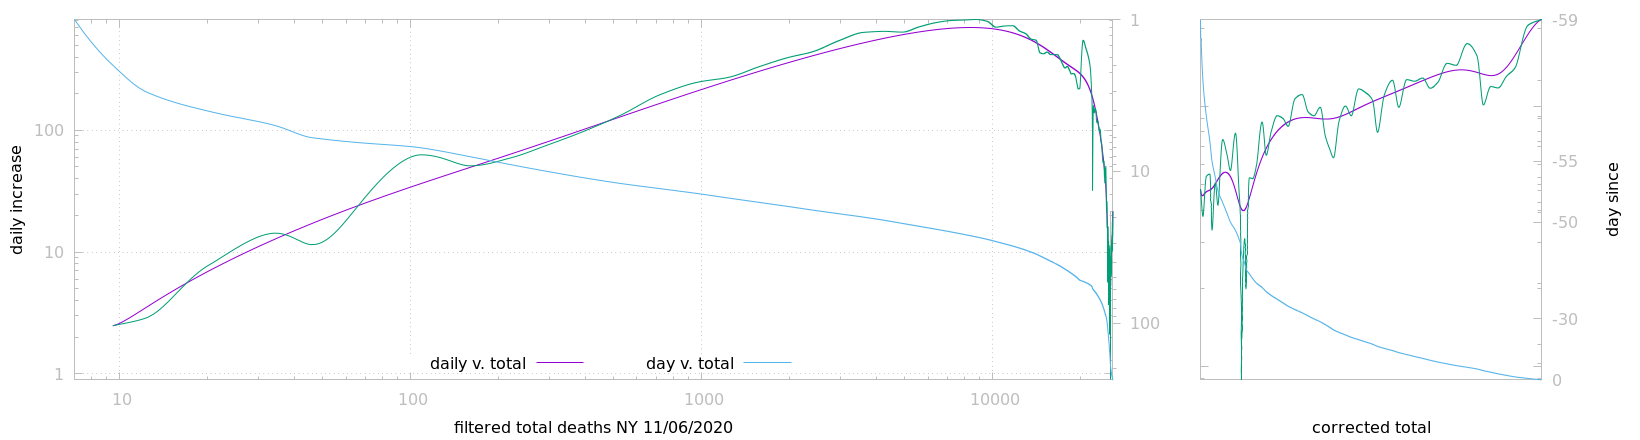 1 -59
100
10 -55
daily increase
-50
day since
10
100 -30
daily v. total day v. total
1 0
10 100 1000 10000
filtered total deaths NY 11/06/2020 corrected total